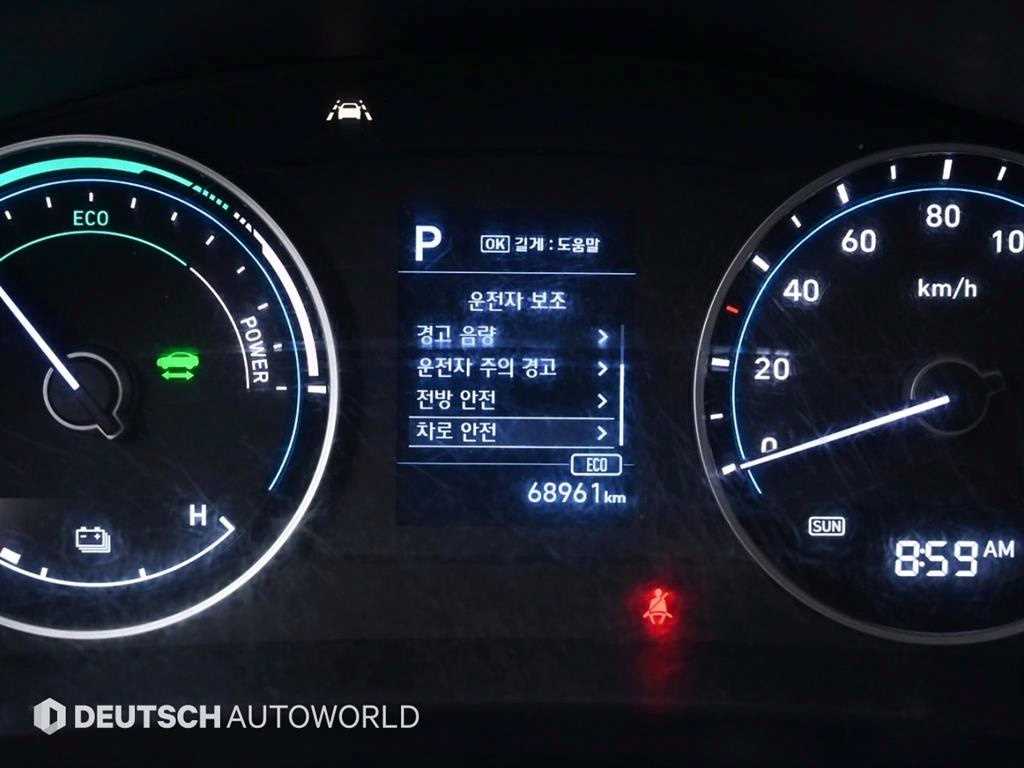 ECO
POWER
H
P
OK 길게 : 도움말
운전자 보조
경고 음량
운전자 주의 경고
전방 안전
차로 안전
ECO
68961 km
0
20
40
60
80
km/h
SUN
8:59 AM
DEUTSCH AUTOWORLD